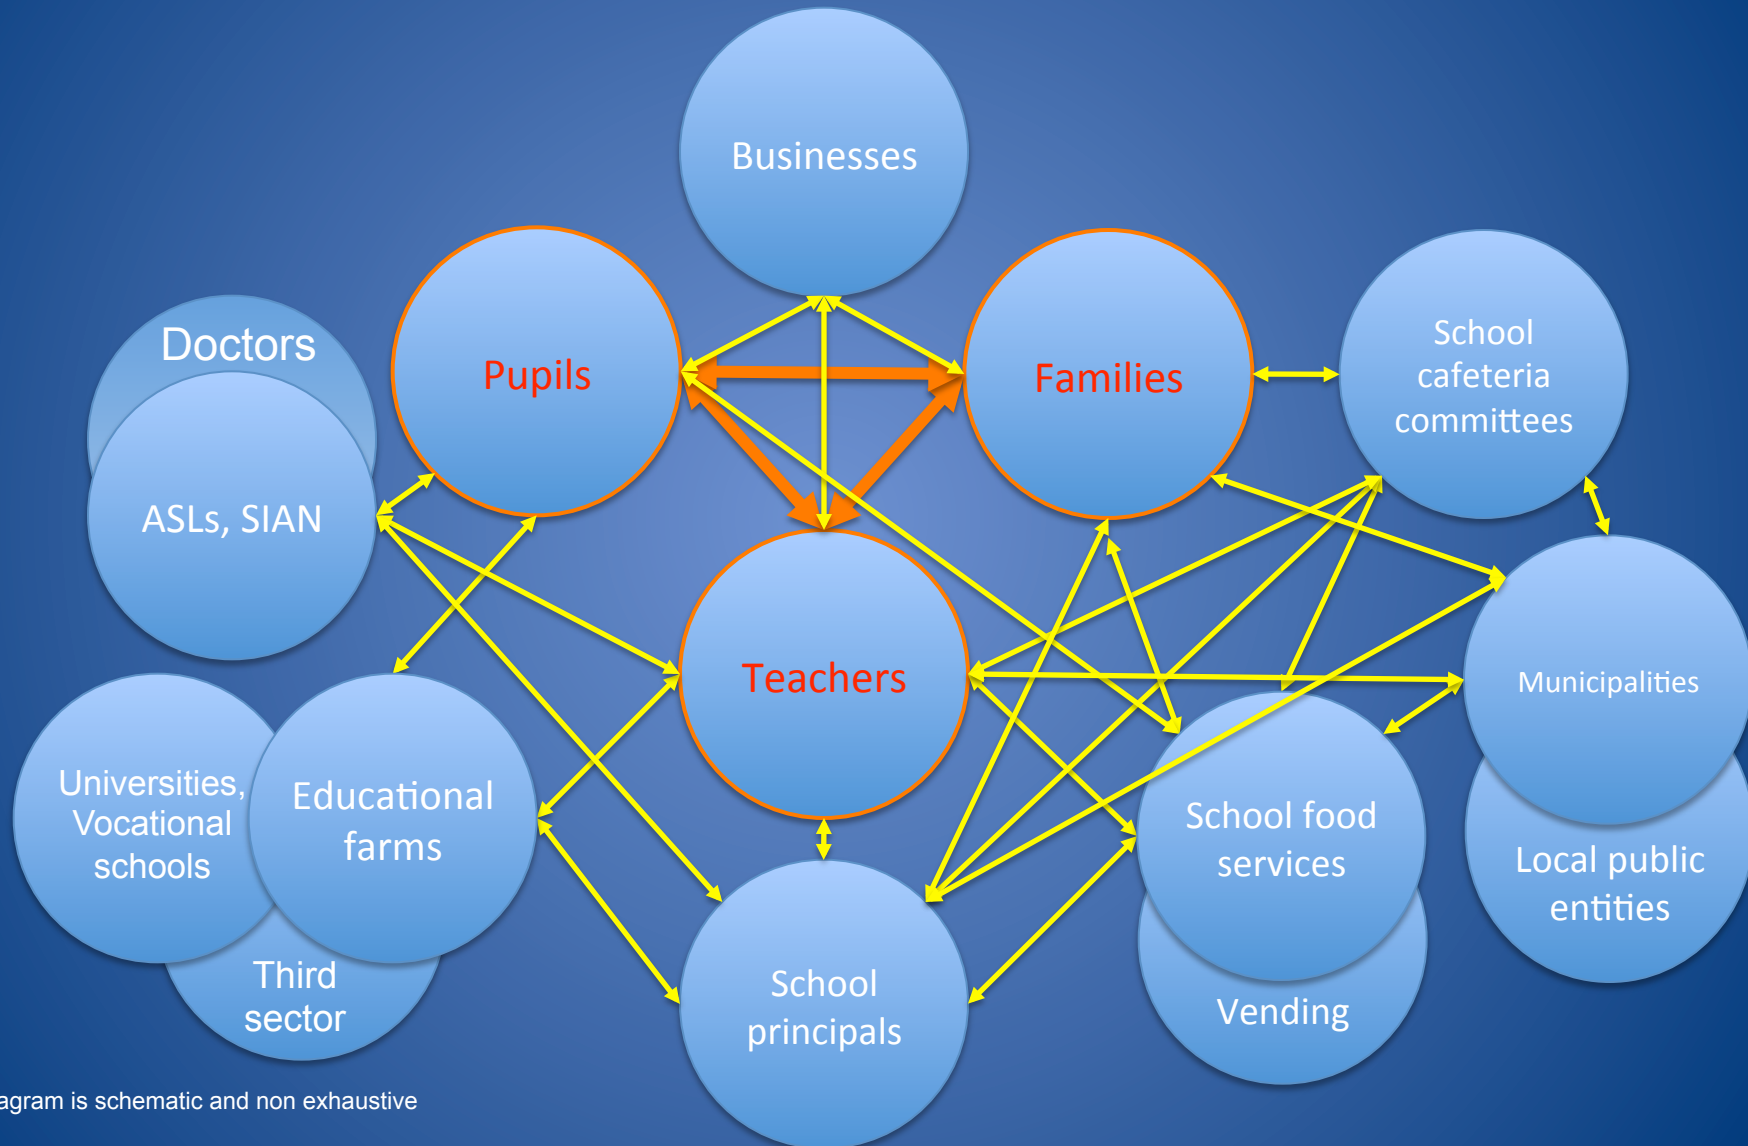 Businesses
Doctors
Pupils
Families
School
cafeteria
committees
ASLs, SIAN
Teachers
Municipalities
Universities,
Vocational
schools
Educational
farms
School food
services
Local public
entities
Third
sector
School
principals
Vending
agram is schematic and non exhaustive